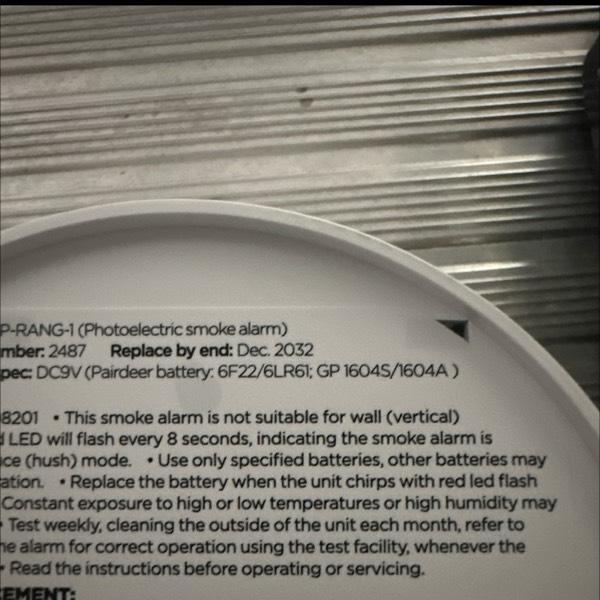 P-RANG-1 (Photoelectric smoke alarm)
mber: 2487 Replace by end: Dec. 2032
pec: DC9V (Pairdeer battery: 6F22/6LR61; GP 1604S/1604A )
8201 • This smoke alarm is not suitable for wall (vertical)
d LED will flash every 8 seconds, indicating the smoke alarm is
ce (hush) mode. • Use only specified batteries, other batteries may
ation. • Replace the battery when the unit chirps with red led flash
Constant exposure to high or low temperatures or high humidity may
• Test weekly, cleaning the outside of the unit each month, refer to
he alarm for correct operation using the test facility, whenever the
• Read the instructions before operating or servicing.
EMENT: